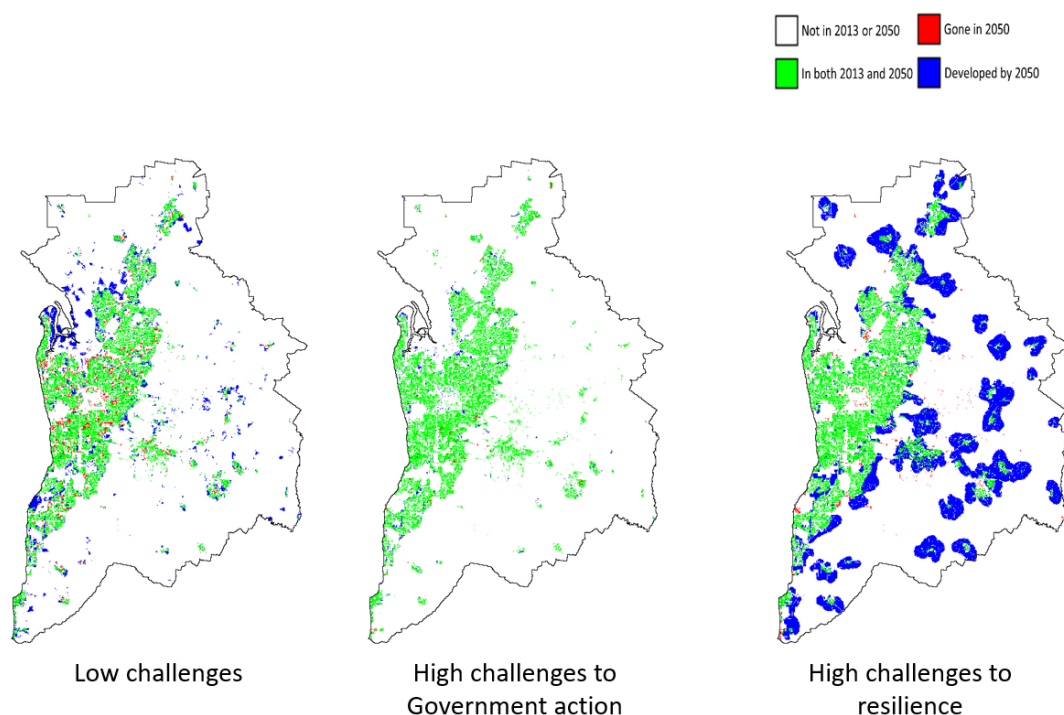 Not in 2013 or 2050
Gone in 2050
In both 2013 and 2050
Developed by 2050
Low challenges
High challenges to
Government action
High challenges to
resilience